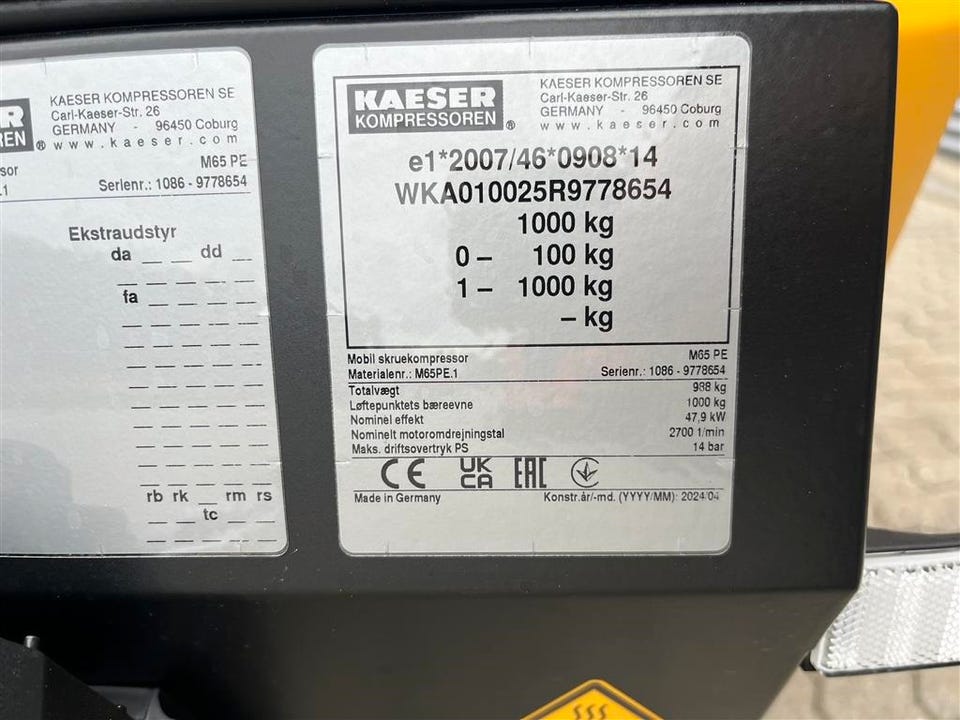 KAESER KOMPRESSOREN SE
Carl-Kaeser-Str. 26
GERMANY - 96450 Coburg
® www.kaeser.com
M65 PE
Serienr.: 1086 - 9778654
Ekstraudstyr
da _ _ dd _
fa
rb rk _ rm rs
tc
KAESER
KOMPRESSOREN ®
KAESER KOMPRESSOREN SE
Carl-Kaeser-Str. 26
GERMANY - 96450 Coburg
www.kaeser.com
e1*2007/46*0908*14
WKA010025R9778654
1000 kg
0 – 100 kg
1 – 1000 kg
– kg
Mobil skruekompressor M65 PE
Materialenr.: M65PE.1 Serienr.: 1086 - 9778654
Totalvægt 988 kg
Løftepunktets bæreevne 1000 kg
Nominel effekt 47,9 kW
Nominelt motoromdrejningstal 2700 1/min
Maks. driftsovertryk PS 14 bar
CE UK CA EAC
Made in Germany Konstr.år/-md. (YYYY/MM): 2024/04